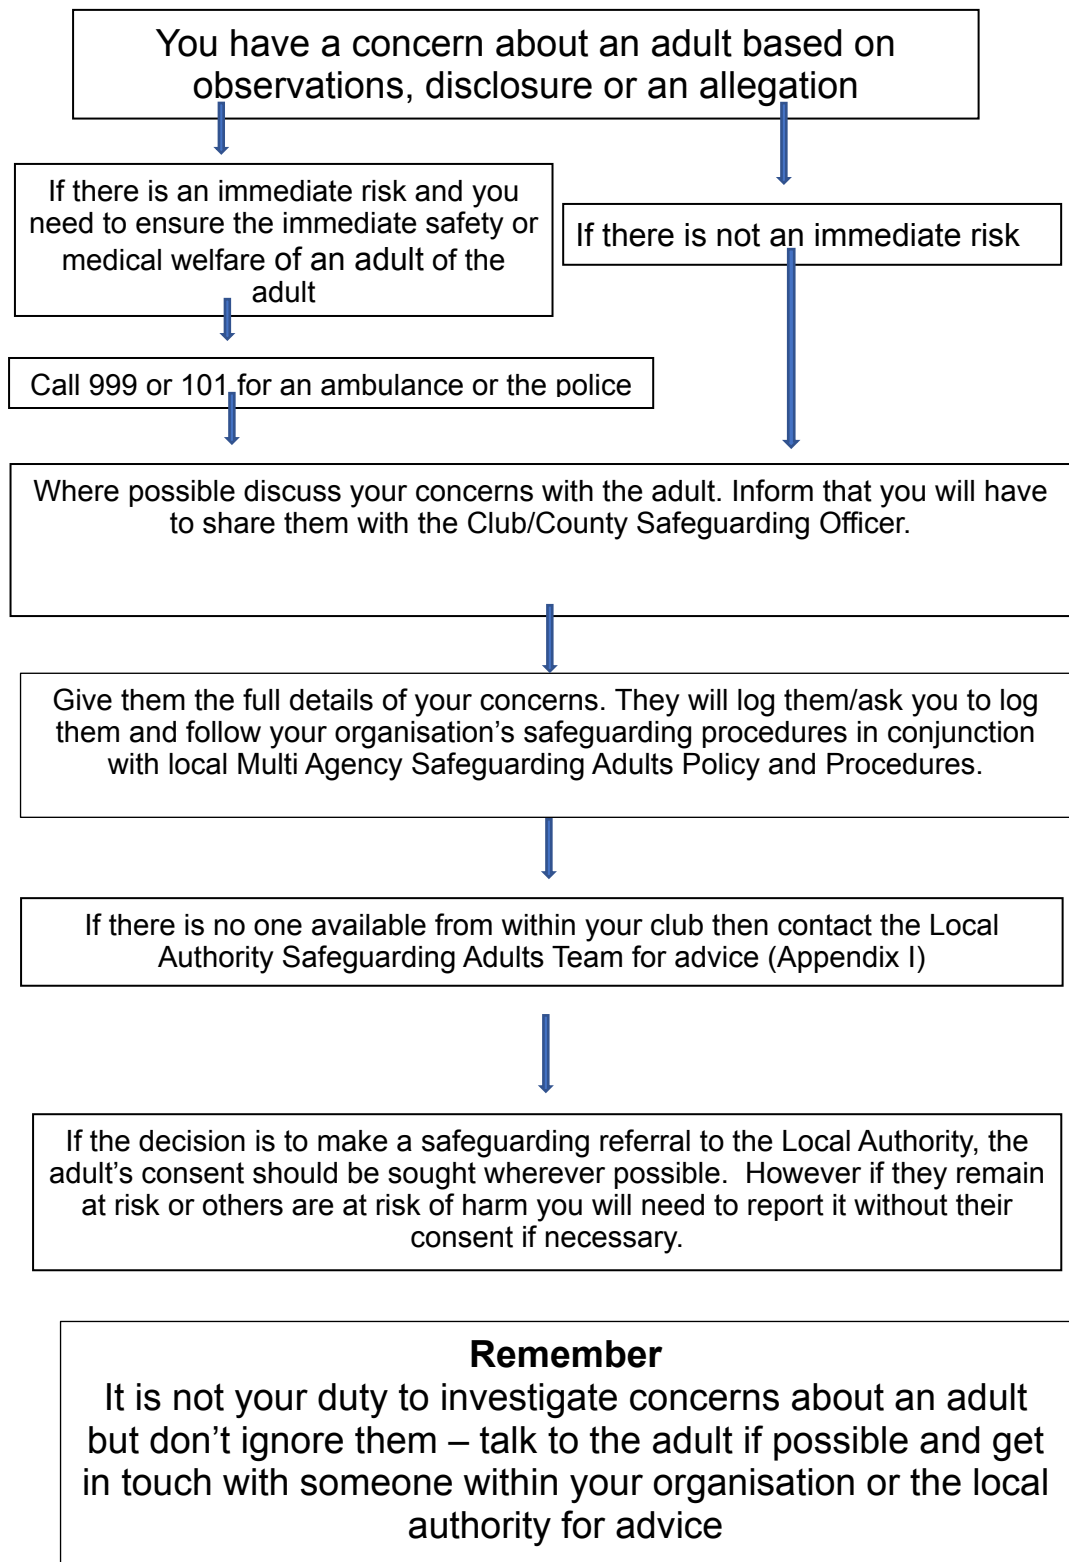 You have a concern about an adult based on
observations, disclosure or an allegation
If there is an immediate risk and you
need to ensure the immediate safety or
medical welfare of an adult of the
adult
If there is not an immediate risk
Call 999 or 101 for an ambulance or the police
Where possible discuss your concerns with the adult. Inform that you will have
to share them with the Club/County Safeguarding Officer.
Give them the full details of your concerns. They will log them/ask you to log
them and follow your organisation’s safeguarding procedures in conjunction
with local Multi Agency Safeguarding Adults Policy and Procedures.
If there is no one available from within your club then contact the Local
Authority Safeguarding Adults Team for advice (Appendix I)
If the decision is to make a safeguarding referral to the Local Authority, the
adult’s consent should be sought wherever possible.  However if they remain
at risk or others are at risk of harm you will need to report it without their
consent if necessary.
Remember
It is not your duty to investigate concerns about an adult
but don’t ignore them – talk to the adult if possible and get
in touch with someone within your organisation or the local
authority for advice